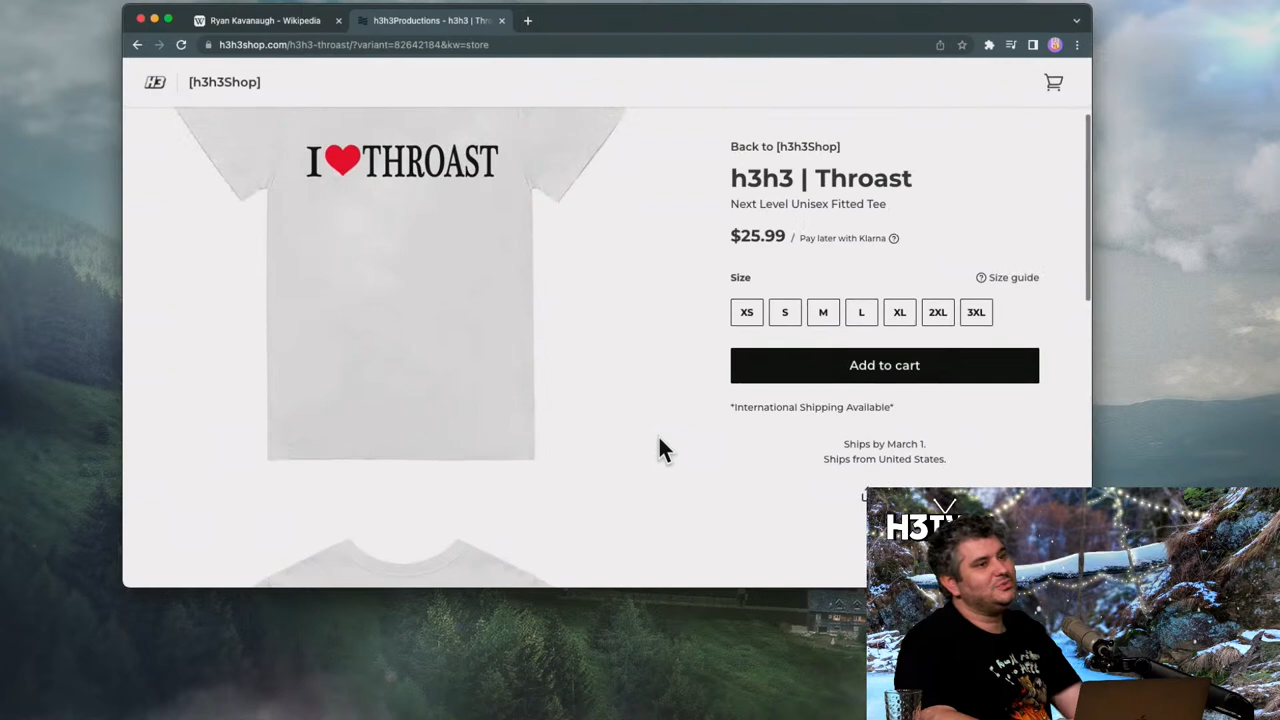 Ryan Kavanaugh - Wikipedia
h3h3Productions - h3h3 | Thr
h3h3shop.com/h3h3-throast/?variant=82642184&kw=store
H3
[h3h3Shop]
I ❤ THROAST
Back to [h3h3Shop]
h3h3 | Throast
Next Level Unisex Fitted Tee
$25.99 / Pay later with Klarna
Size
Size guide
XS S M L XL 2XL 3XL
Add to cart
*International Shipping Available*
Ships by March 1.
Ships from United States.
H3TV